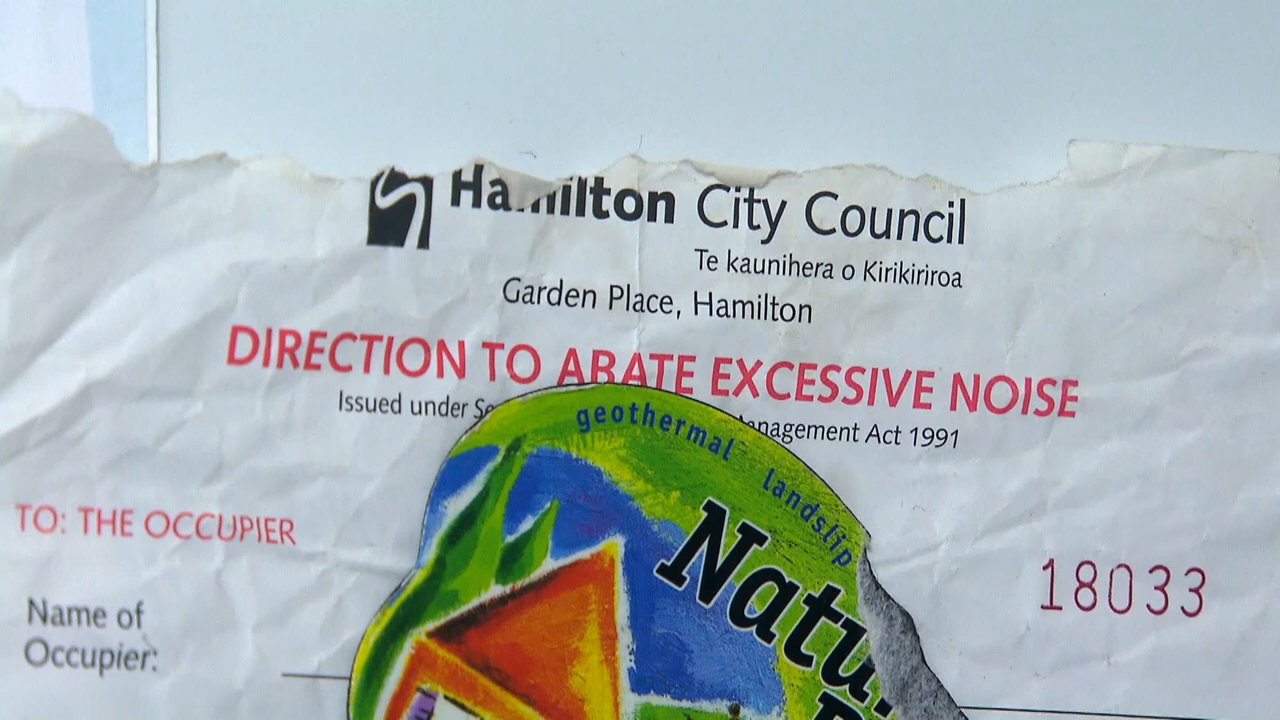 Hamilton City Council
Te kaunihera o Kirikiriroa
Garden Place, Hamilton
DIRECTION TO ABATE EXCESSIVE NOISE
Issued under Management Act 1991
geothermal landslip
TO: THE OCCUPIER
18033
Name of
Occupier: